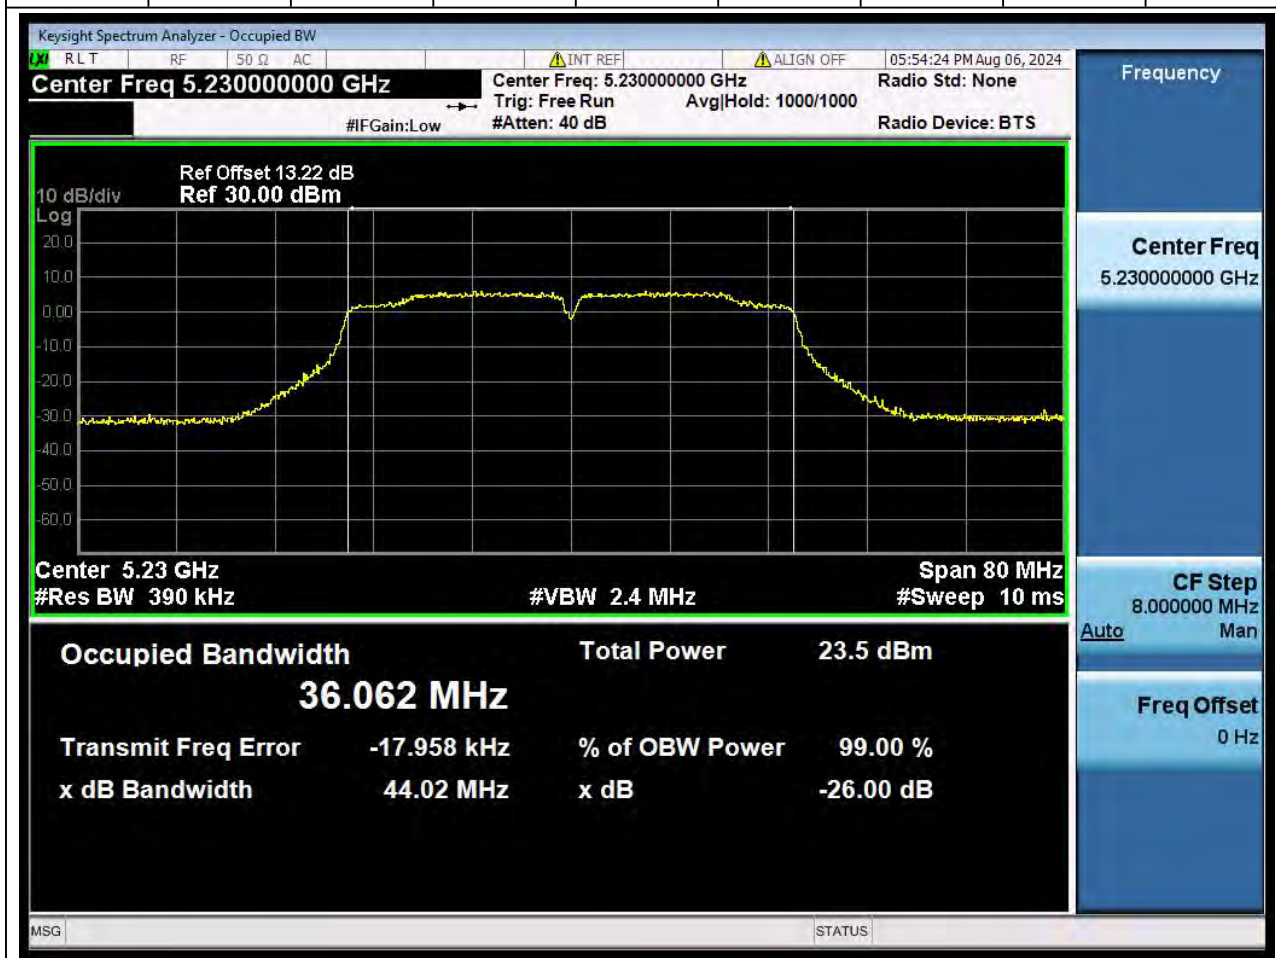 Keysight Spectrum Analyzer - Occupied BW
LXI RLT RF 50 Ω AC INT REF ALIGN OFF 05:54:24 PM Aug 06, 2024
Center Freq 5.230000000 GHz
Center Freq: 5.230000000 GHz
Radio Std: None
Trig: Free Run Avg|Hold: 1000/1000
#IFGain:Low #Atten: 40 dB Radio Device: BTS
Ref Offset 13.22 dB
10 dB/div Ref 30.00 dBm
Log
20.0
10.0
0.00
-10.0
-20.0
-30.0
-40.0
-50.0
-60.0
Center 5.23 GHz Span 80 MHz
#Res BW 390 kHz #VBW 2.4 MHz #Sweep 10 ms
Occupied Bandwidth Total Power 23.5 dBm
36.062 MHz
Transmit Freq Error -17.958 kHz % of OBW Power 99.00 %
x dB Bandwidth 44.02 MHz x dB -26.00 dB
MSG STATUS
Frequency
Center Freq
5.230000000 GHz
CF Step
8.000000 MHz
Auto Man
Freq Offset
0 Hz